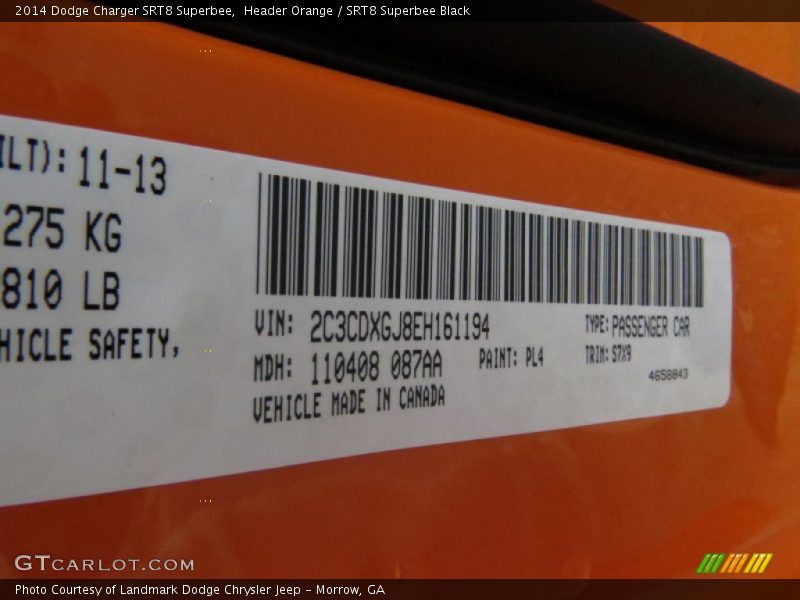 2014 Dodge Charger SRT8 Superbee,  Header Orange / SRT8 Superbee Black
ILT): 11-13
275 KG
810 LB
HICLE SAFETY,
VIN: 2C3CDXGJ8EH161194
TYPE: PASSENGER CAR
MDH: 110408 087AA
PAINT: PL4
TRIM: S7X9
VEHICLE MADE IN CANADA
4658843
GTCARLOT.COM
Photo Courtesy of Landmark Dodge Chrysler Jeep - Morrow, GA